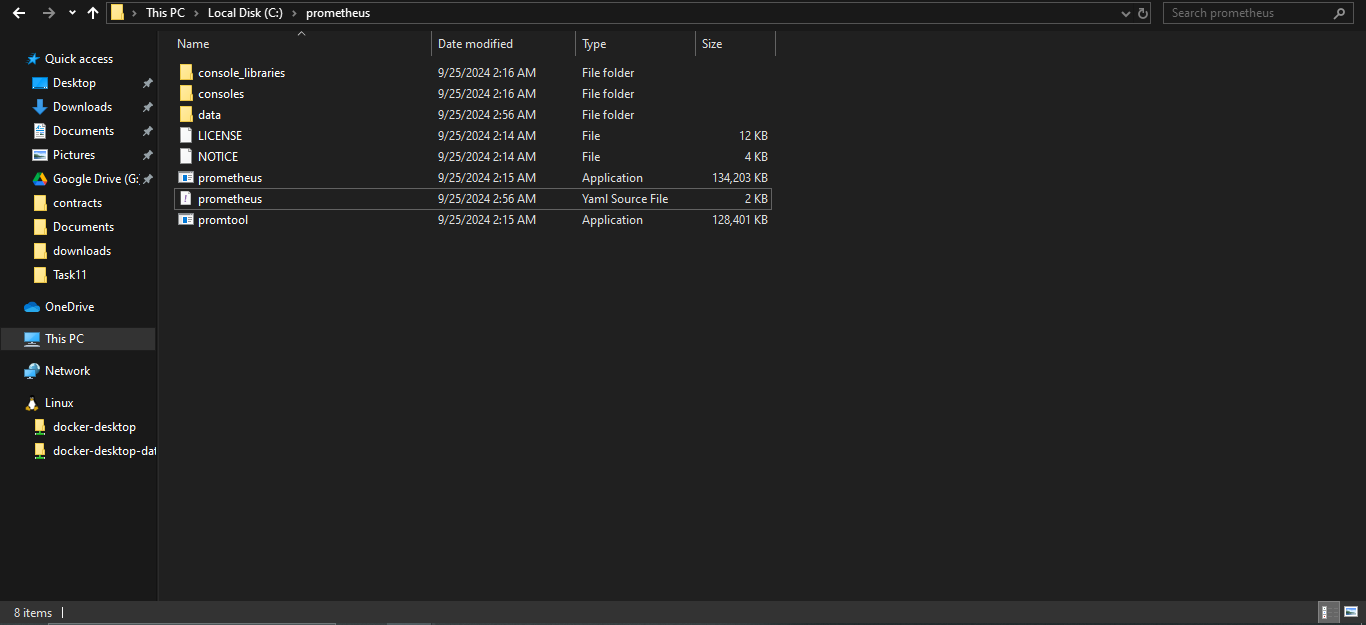 This PC > Local Disk (C:) > prometheus
Search prometheus
Name Date modified Type Size
Quick access
Desktop
Downloads
Documents
Pictures
Google Drive (G:
contracts
Documents
downloads
Task11
OneDrive
This PC
Network
Linux
docker-desktop
docker-desktop-dat
console_libraries 9/25/2024 2:16 AM File folder
consoles 9/25/2024 2:16 AM File folder
data 9/25/2024 2:56 AM File folder
LICENSE 9/25/2024 2:14 AM File 12 KB
NOTICE 9/25/2024 2:14 AM File 4 KB
prometheus 9/25/2024 2:15 AM Application 134,203 KB
prometheus 9/25/2024 2:56 AM Yaml Source File 2 KB
promtool 9/25/2024 2:15 AM Application 128,401 KB
8 items